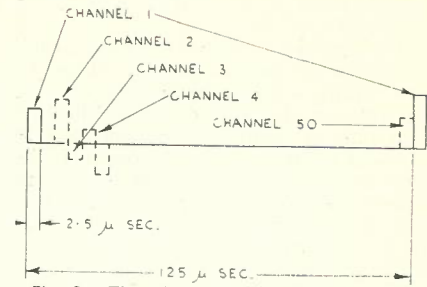 CHANNEL 1
CHANNEL 2
CHANNEL 3
CHANNEL 4
CHANNEL 50
2·5 μ SEC.
125 μ SEC.